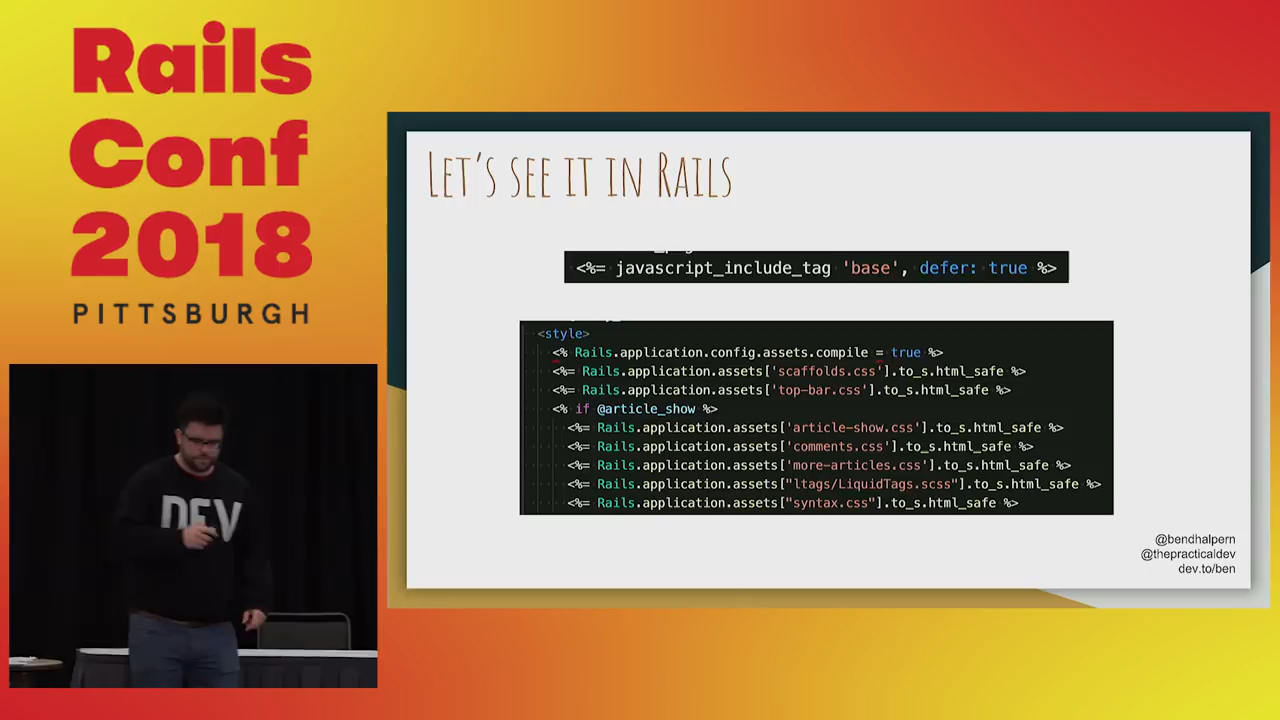 Rails
Conf
2018
PITTSBURGH
DEV
Let's see it in Rails
<%= javascript_include_tag 'base', defer: true %>
<style>
<% Rails.application.config.assets.compile = true %>
<%= Rails.application.assets['scaffolds.css'].to_s.html_safe %>
<%= Rails.application.assets['top-bar.css'].to_s.html_safe %>
<% if @article_show %>
<%= Rails.application.assets['article-show.css'].to_s.html_safe %>
<%= Rails.application.assets['comments.css'].to_s.html_safe %>
<%= Rails.application.assets['more-articles.css'].to_s.html_safe %>
<%= Rails.application.assets["ltags/LiquidTags.scss"].to_s.html_safe %>
<%= Rails.application.assets["syntax.css"].to_s.html_safe %>
@bendhalpern
@thepracticaldev
dev.to/ben